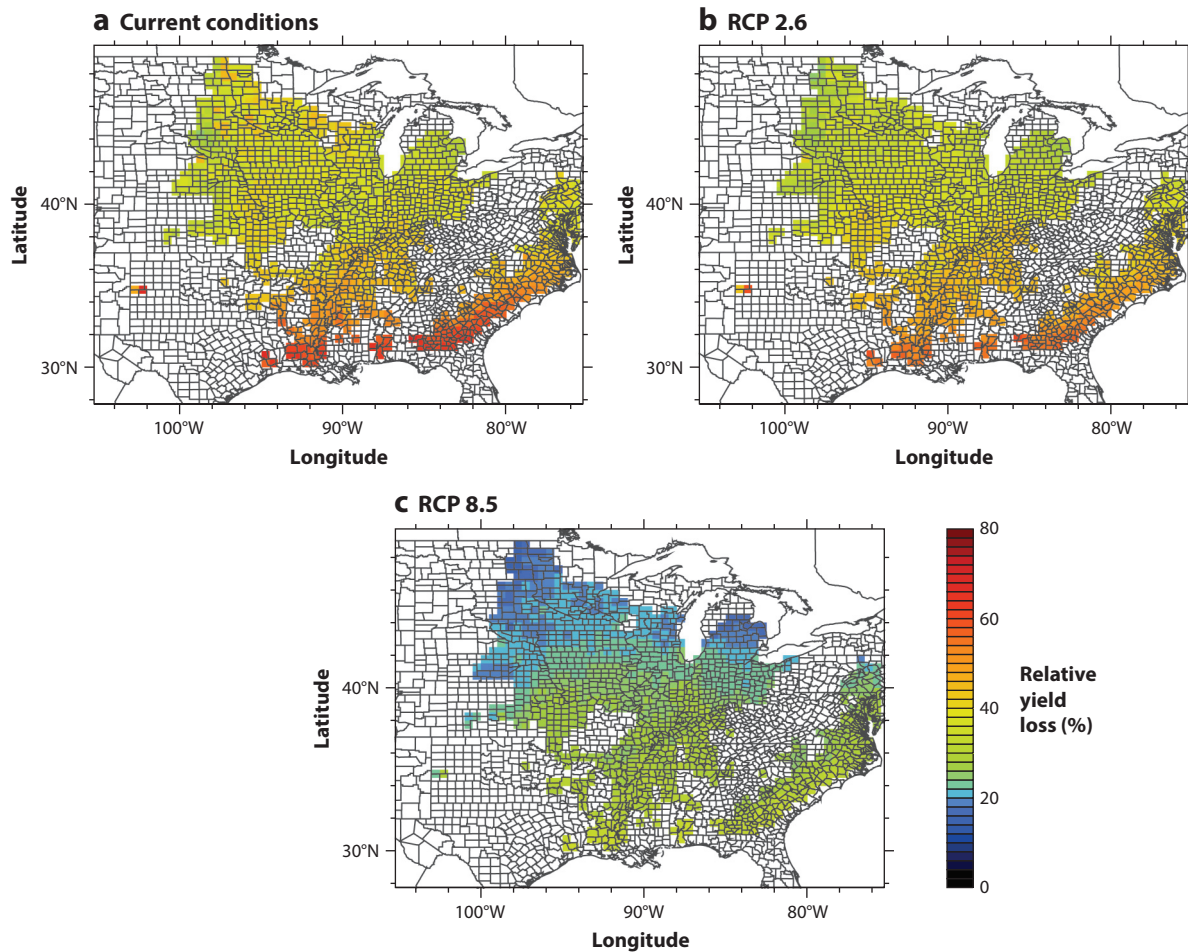 a Current conditions
b RCP 2.6
Latitude
40°N
30°N
100°W 90°W 80°W
Longitude
Latitude
40°N
30°N
100°W 90°W 80°W
Longitude
c RCP 8.5
Latitude
40°N
30°N
100°W 90°W 80°W
Longitude
80
60
40
20
0
Relative
yield
loss (%)